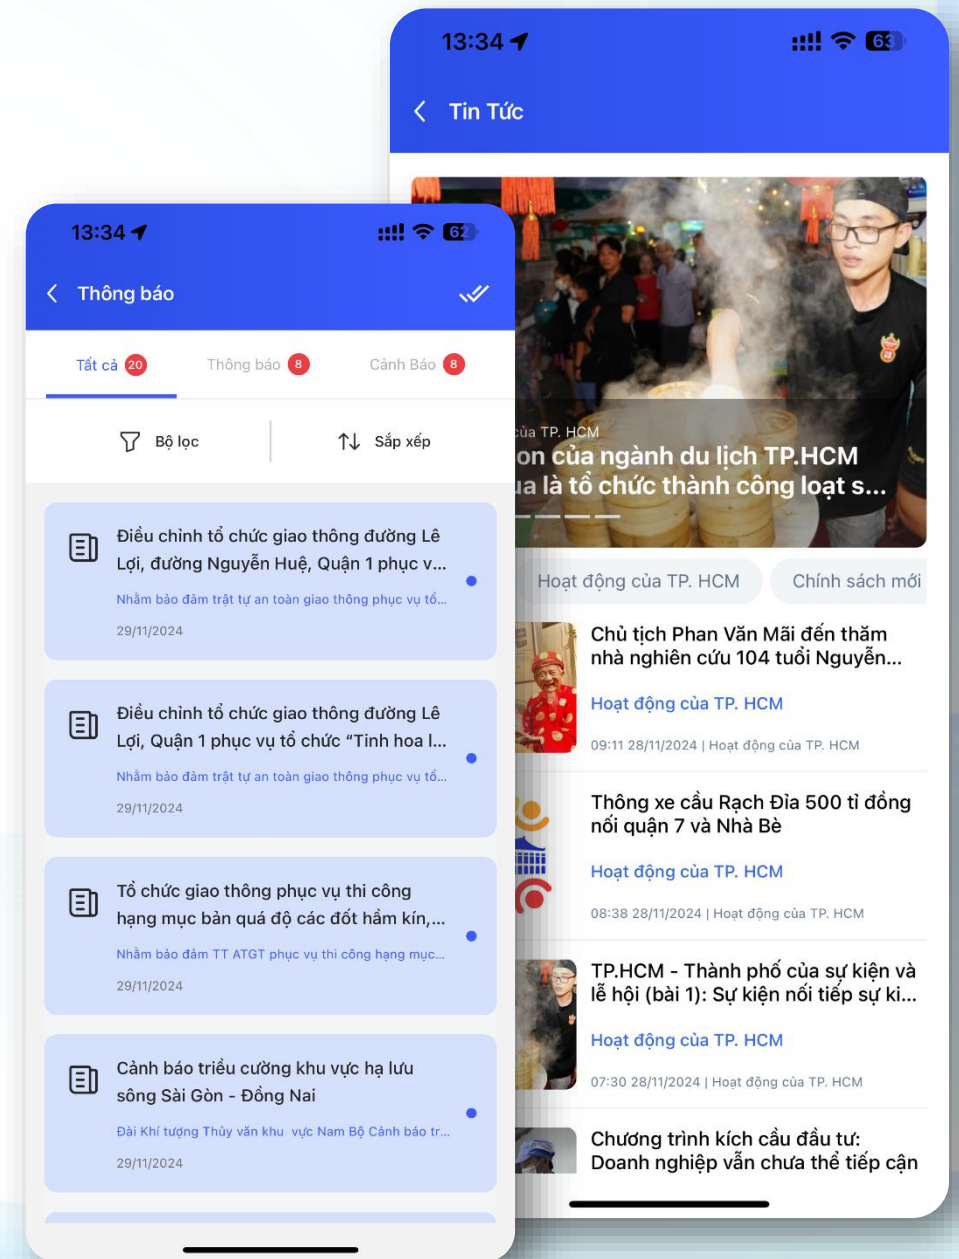 13:34
63
Tin Tức
của TP. HCM
on của ngành du lịch TP.HCM
là tổ chức thành công loạt s...
Hoạt động của TP. HCM
Chính sách mới
Chủ tịch Phan Văn Mãi đến thăm
nhà nghiên cứu 104 tuổi Nguyễn...
Hoạt động của TP. HCM
09:11 28/11/2024 | Hoạt động của TP. HCM
Thông xe cầu Rạch Đỉa 500 tỉ đồng
nối quận 7 và Nhà Bè
Hoạt động của TP. HCM
08:38 28/11/2024 | Hoạt động của TP. HCM
TP.HCM - Thành phố của sự kiện và
lễ hội (bài 1): Sự kiện nối tiếp sự ki...
Hoạt động của TP. HCM
07:30 28/11/2024 | Hoạt động của TP. HCM
Chương trình kích cầu đầu tư:
Doanh nghiệp vẫn chưa thể tiếp cận
13:34
62
Thông báo
Tất cả 20
Thông báo 8
Cảnh Báo 8
Bộ lọc
Sắp xếp
Điều chỉnh tổ chức giao thông đường Lê
Lợi, đường Nguyễn Huệ, Quận 1 phục v...
Nhằm bảo đảm trật tự an toàn giao thông phục vụ tổ...
29/11/2024
Điều chỉnh tổ chức giao thông đường Lê
Lợi, Quận 1 phục vụ tổ chức “Tinh hoa l...
Nhằm bảo đảm trật tự an toàn giao thông phục vụ tổ...
29/11/2024
Tổ chức giao thông phục vụ thi công
hạng mục bản quá độ các đốt hầm kín,...
Nhằm bảo đảm TT ATGT phục vụ thi công hạng mục...
29/11/2024
Cảnh báo triều cường khu vực hạ lưu
sông Sài Gòn - Đồng Nai
Đài Khí tượng Thủy văn khu vực Nam Bộ Cảnh báo tr...
29/11/2024